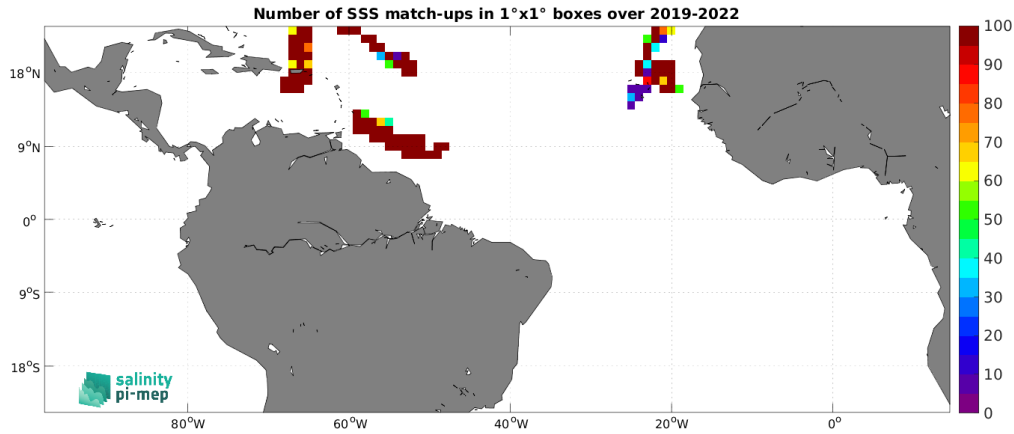 Number of SSS match-ups in 1°x1° boxes over 2019-2022
100
90
80
70
60
50
40
30
20
10
0
18°N
9°N
0°
9°S
18°S
80°W
60°W
40°W
20°W
0°
salinity
pi-mep